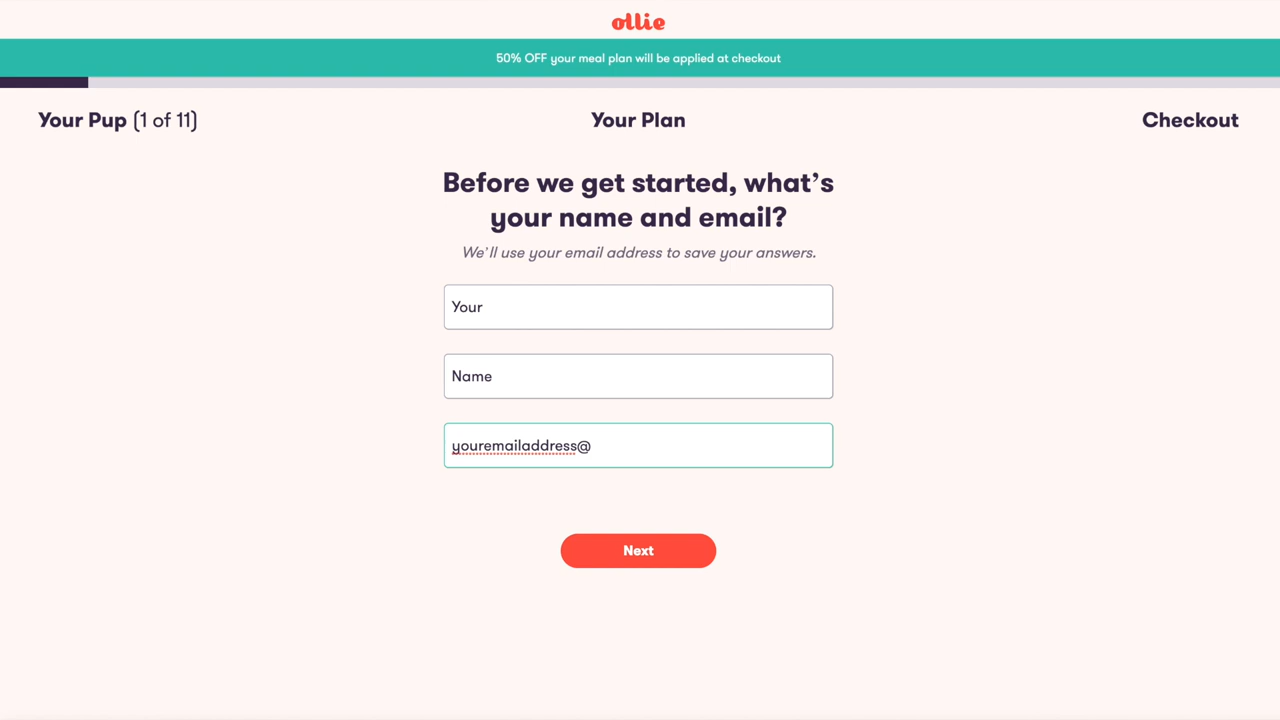 ollie
50% OFF your meal plan will be applied at checkout
Your Pup (1 of 11)
Your Plan
Checkout
Before we get started, what's
your name and email?
We'll use your email address to save your answers.
Your
Name
youremailaddress@
Next